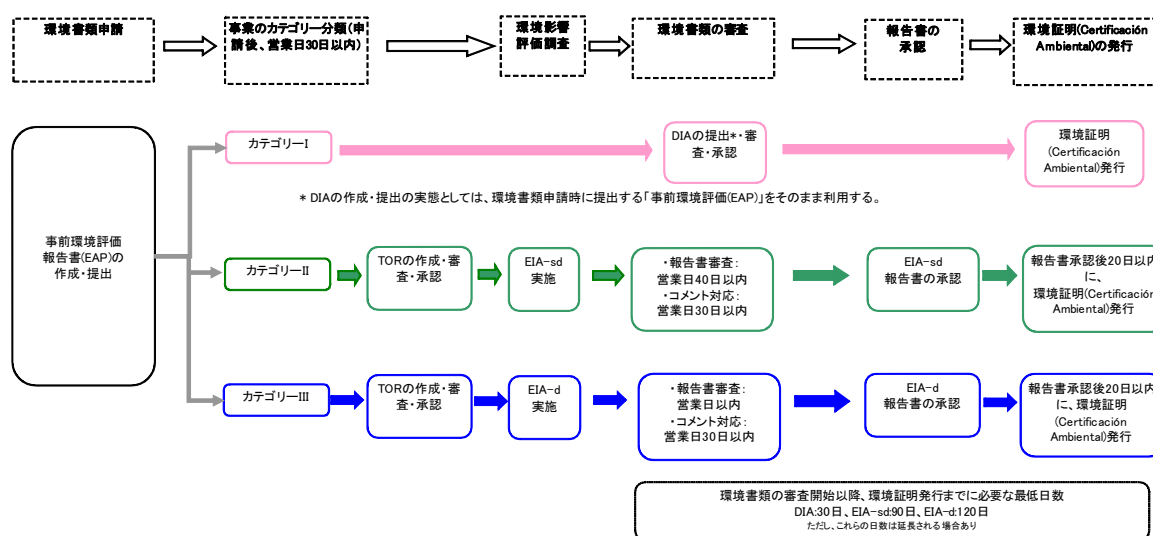 環境書類申請
事業のカテゴリー分類(申
請後、営業日30日以内)
環境影響
評価調査
環境書類の審査
報告書の
承認
環境証明(Certificación
Ambiental)の発行
事前環境評価
報告書(EAP)の
作成・提出
カテゴリーI
DIAの提出*・審
査・承認
環境証明
(Certificación
Ambiental)発行
* DIAの作成・提出の実態としては、環境書類申請時に提出する「事前環境評価(EAP)」をそのまま利用する。
カテゴリーII
TORの作成・審
査・承認
EIA-sd
実施
・報告書審査:
営業日40日以内
・コメント対応:
営業日30日以内
EIA-sd
報告書の承認
報告書承認後20日以内
に、
環境証明(Certificación
Ambiental)発行
カテゴリーIII
TORの作成・審
査・承認
EIA-d
実施
・報告書審査:
営業日以内
・コメント対応:
営業日30日以内
EIA-d
報告書の承認
報告書承認後20日以内
に、環境証明
(Certificación
Ambiental)発行
環境書類の審査開始以降、環境証明発行までに必要な最低日数
DIA:30日、EIA-sd:90日、EIA-d:120日
ただし、これらの日数は延長される場合あり